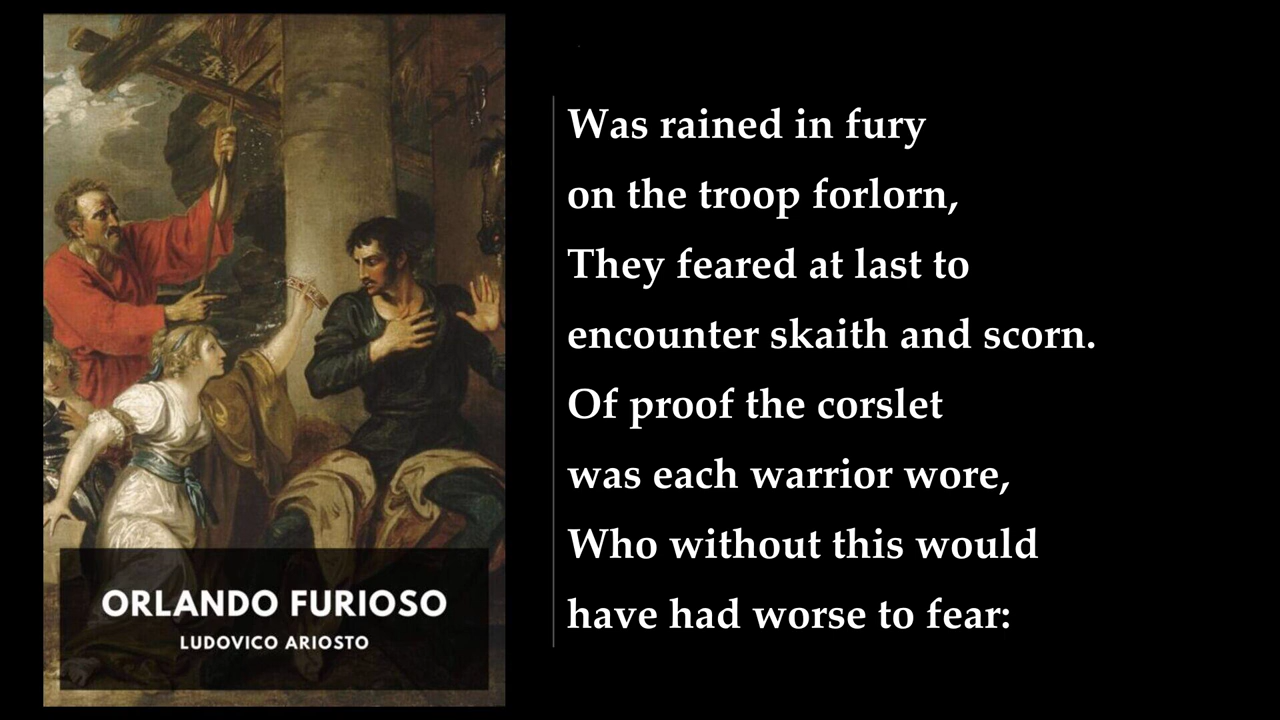 ORLANDO FURIOSO
LUDOVICO ARIOSTO
Was rained in fury
on the troop forlorn,
They feared at last to
encounter skaith and scorn.
Of proof the corslet
was each warrior wore,
Who without this would
have had worse to fear: